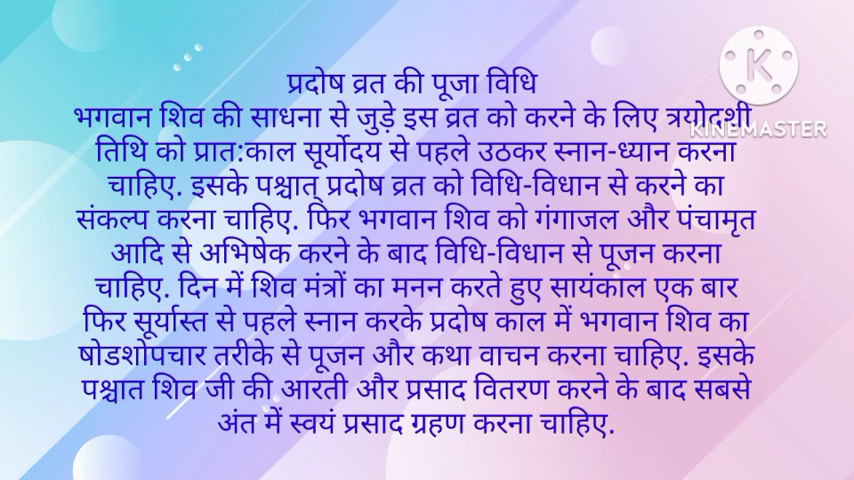 प्रदोष व्रत की पूजा विधि
भगवान शिव की साधना से जुड़े इस व्रत को करने के लिए त्रयोदशी
तिथि को प्रात:काल सूर्योदय से पहले उठकर स्नान-ध्यान करना
चाहिए. इसके पश्चात् प्रदोष व्रत को विधि-विधान से करने का
संकल्प करना चाहिए. फिर भगवान शिव को गंगाजल और पंचामृत
आदि से अभिषेक करने के बाद विधि-विधान से पूजन करना
चाहिए. दिन में शिव मंत्रों का मनन करते हुए सायंकाल एक बार
फिर सूर्यास्त से पहले स्नान करके प्रदोष काल में भगवान शिव का
षोडशोपचार तरीके से पूजन और कथा वाचन करना चाहिए. इसके
पश्चात शिव जी की आरती और प्रसाद वितरण करने के बाद सबसे
अंत में स्वयं प्रसाद ग्रहण करना चाहिए.
K
KINEMASTER